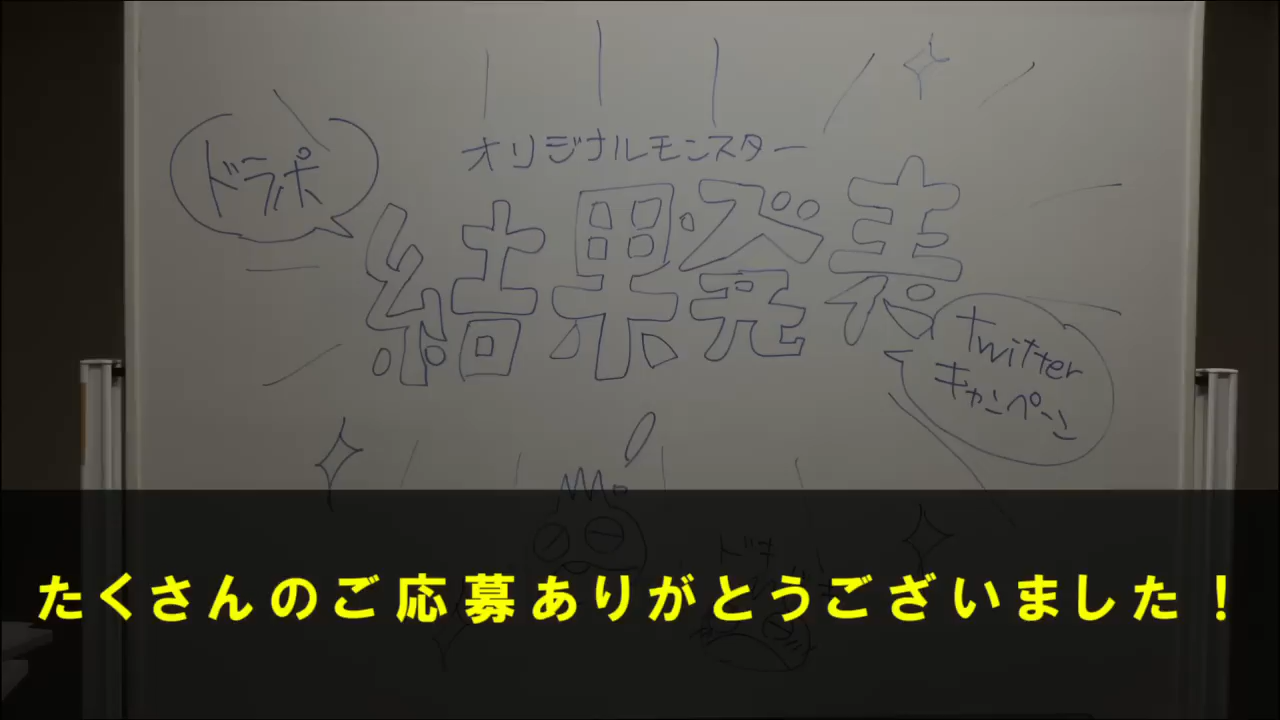 ドラポ
オリジナルモンスター
結果発表
Twitter
キャンペーン
たくさんのご応募ありがとうございました！